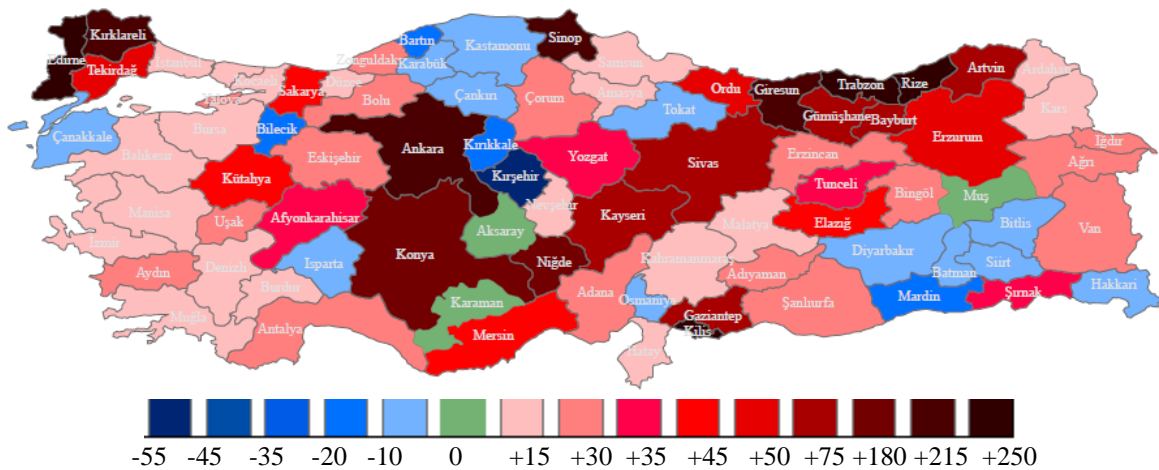 Kırklareli
Edirne
Tekirdağ
İstanbul
Kocaeli
Yalova
Sakarya
Düzce
Zonguldak
Bartın
Karabük
Kastamonu
Sinop
Samsun
Bolu
Çankırı
Çorum
Amasya
Tokat
Ordu
Giresun
Trabzon
Rize
Artvin
Ardahan
Kars
Gümüşhane
Bayburt
Erzurum
Iğdır
Ağrı
Çanakkale
Bursa
Bilecik
Balıkesir
Eskişehir
Kütahya
Ankara
Kırıkkale
Kırşehir
Yozgat
Sivas
Erzincan
Tunceli
Bingöl
Muş
Manisa
Uşak
Afyonkarahisar
Nevşehir
Kayseri
Malatya
Elazığ
Bitlis
Van
İzmir
Aydın
Denizli
Isparta
Konya
Aksaray
Niğde
Kahramanmaraş
Adıyaman
Diyarbakır
Batman
Siirt
Hakkari
Burdur
Muğla
Antalya
Karaman
Mersin
Adana
Osmaniye
Gaziantep
Kilis
Şanlıurfa
Mardin
Şırnak
Hatay
-55 -45 -35 -20 -10 0 +15 +30 +35 +45 +50 +75 +180 +215 +250